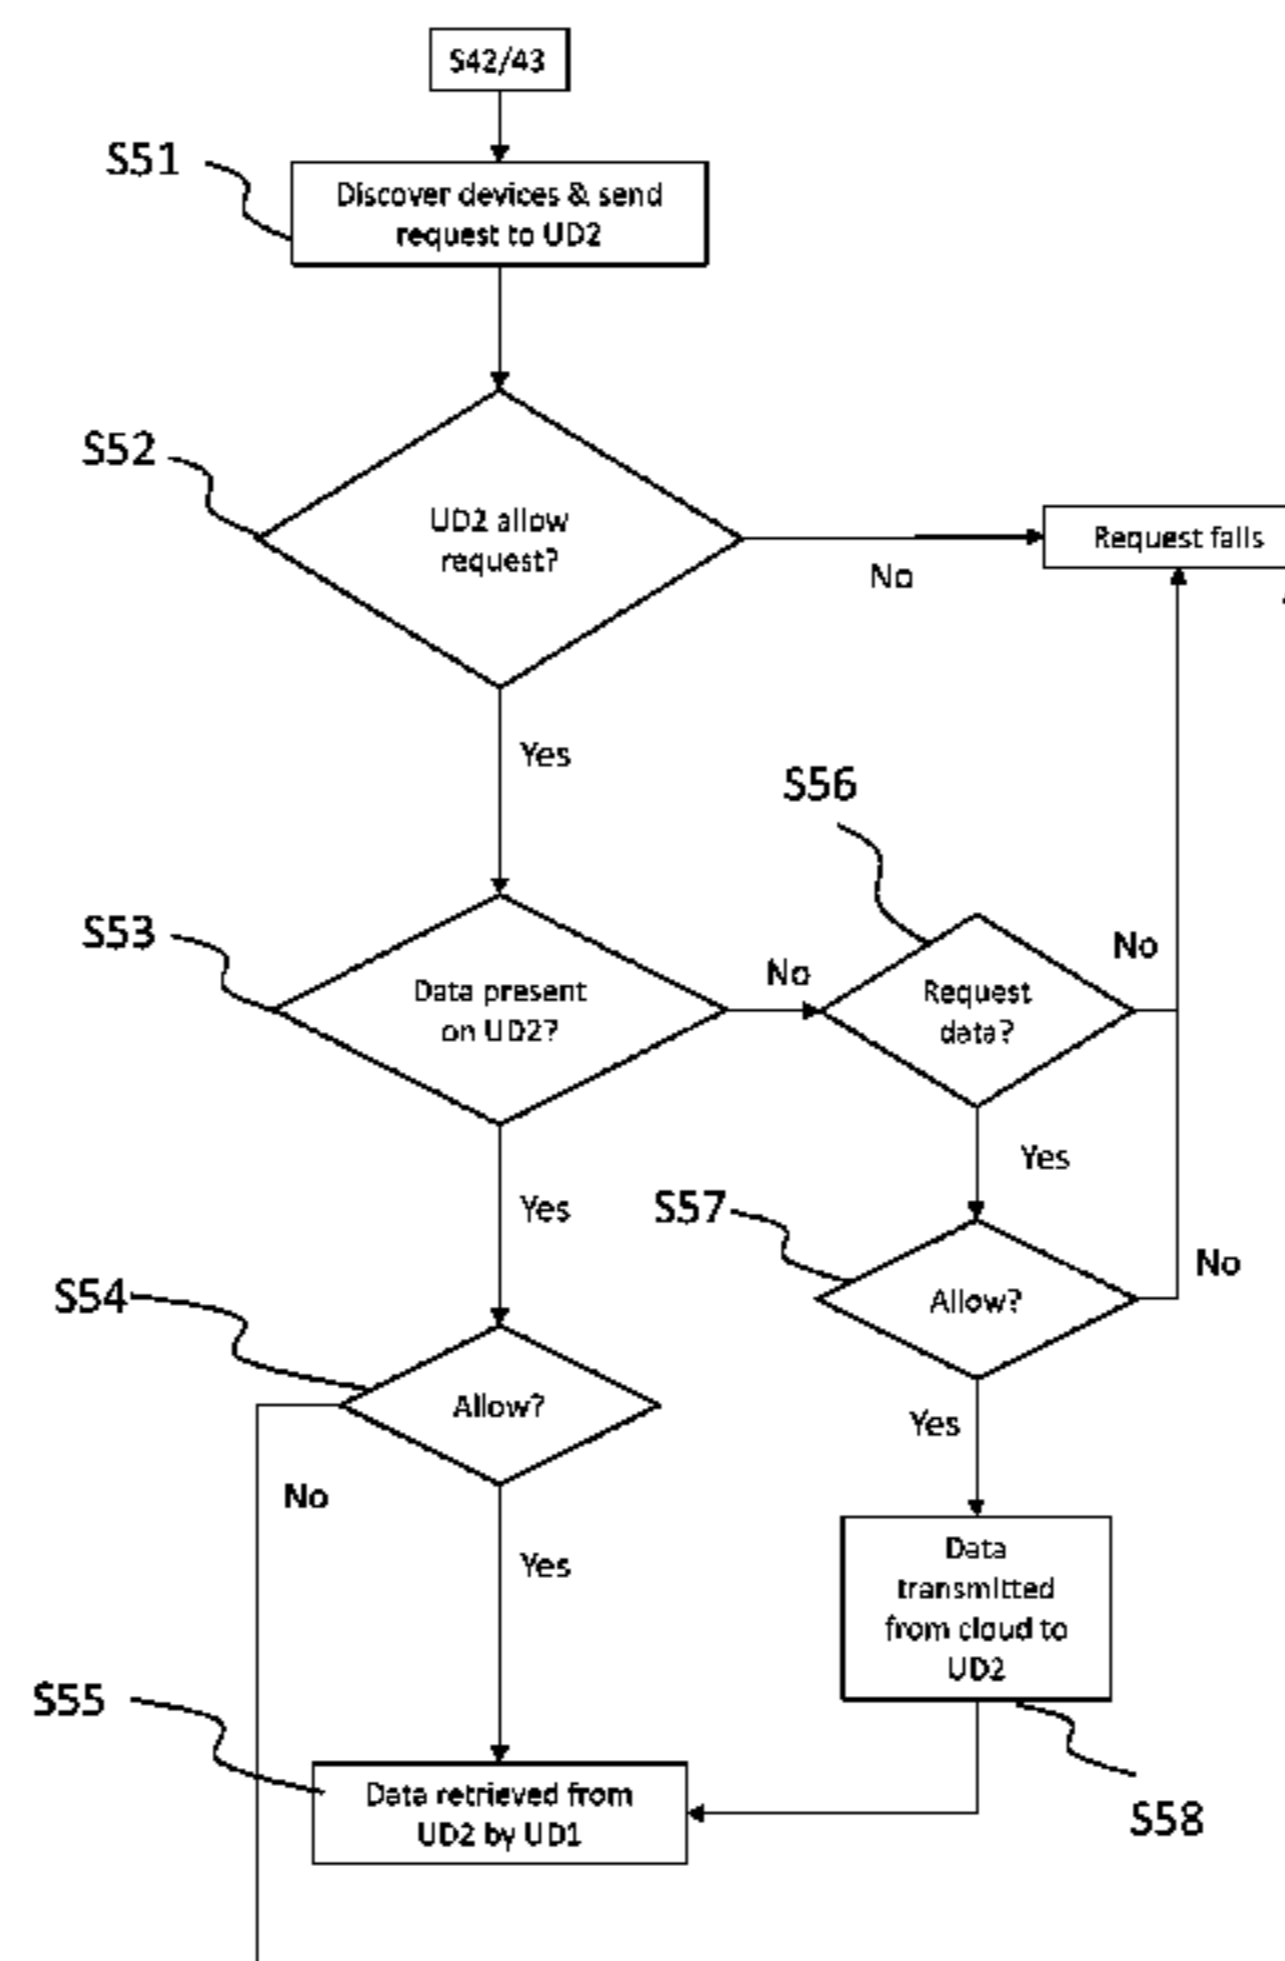 S42/43
S51
Discover devices & send
request to UD2
S52
UD2 allow
request?
No
Request fails
Yes
S56
S53
Data present
on UD2?
No
Request
data?
No
Yes
Yes
S57
Allow?
No
S54
Allow?
No
Yes
Yes
Data
transmitted
from cloud to
UD2
S55
Data retrieved from
UD2 by UD1
S58